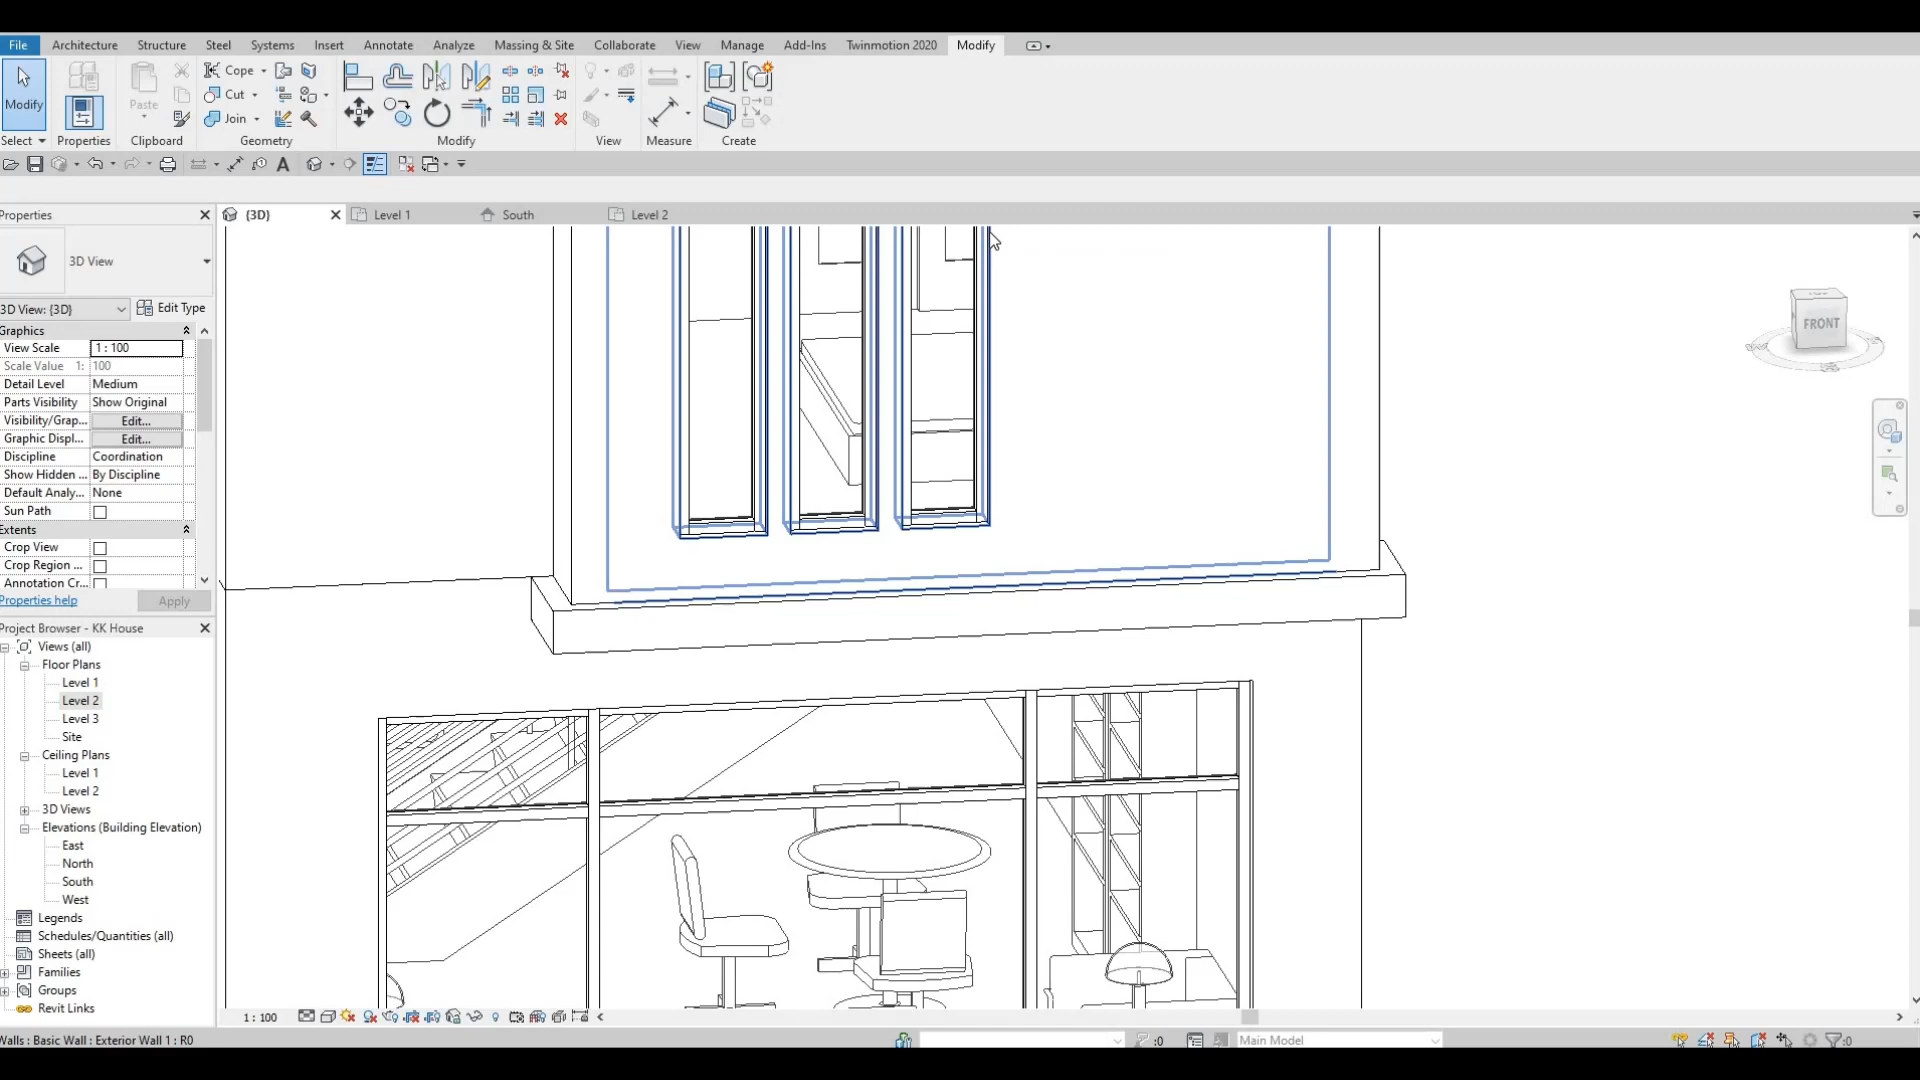 File Architecture Structure Steel Systems Insert Annotate Analyze Massing & Site Collaborate View Manage Add-Ins Twinmotion 2020 Modify
Modify
Paste
Cope
Cut
Join
Select Properties Clipboard Geometry Modify View Measure Create
Properties
{3D} Level 1 South Level 2
3D View
3D View: {3D} Edit Type
Graphics
View Scale 1 : 100
Scale Value 1: 100
Detail Level Medium
Parts Visibility Show Original
Visibility/Grap... Edit...
Graphic Displ... Edit...
Discipline Coordination
Show Hidden ... By Discipline
Default Analy... None
Sun Path
Extents
Crop View
Crop Region ...
Annotation Cr...
Properties help Apply
Project Browser - KK House
Views (all)
Floor Plans
Level 1
Level 2
Level 3
Site
Ceiling Plans
Level 1
Level 2
3D Views
Elevations (Building Elevation)
East
North
South
West
Legends
Schedules/Quantities (all)
Sheets (all)
Families
Groups
Revit Links
FRONT
1 : 100
Walls : Basic Wall : Exterior Wall 1 : R0 :0 Main Model :0